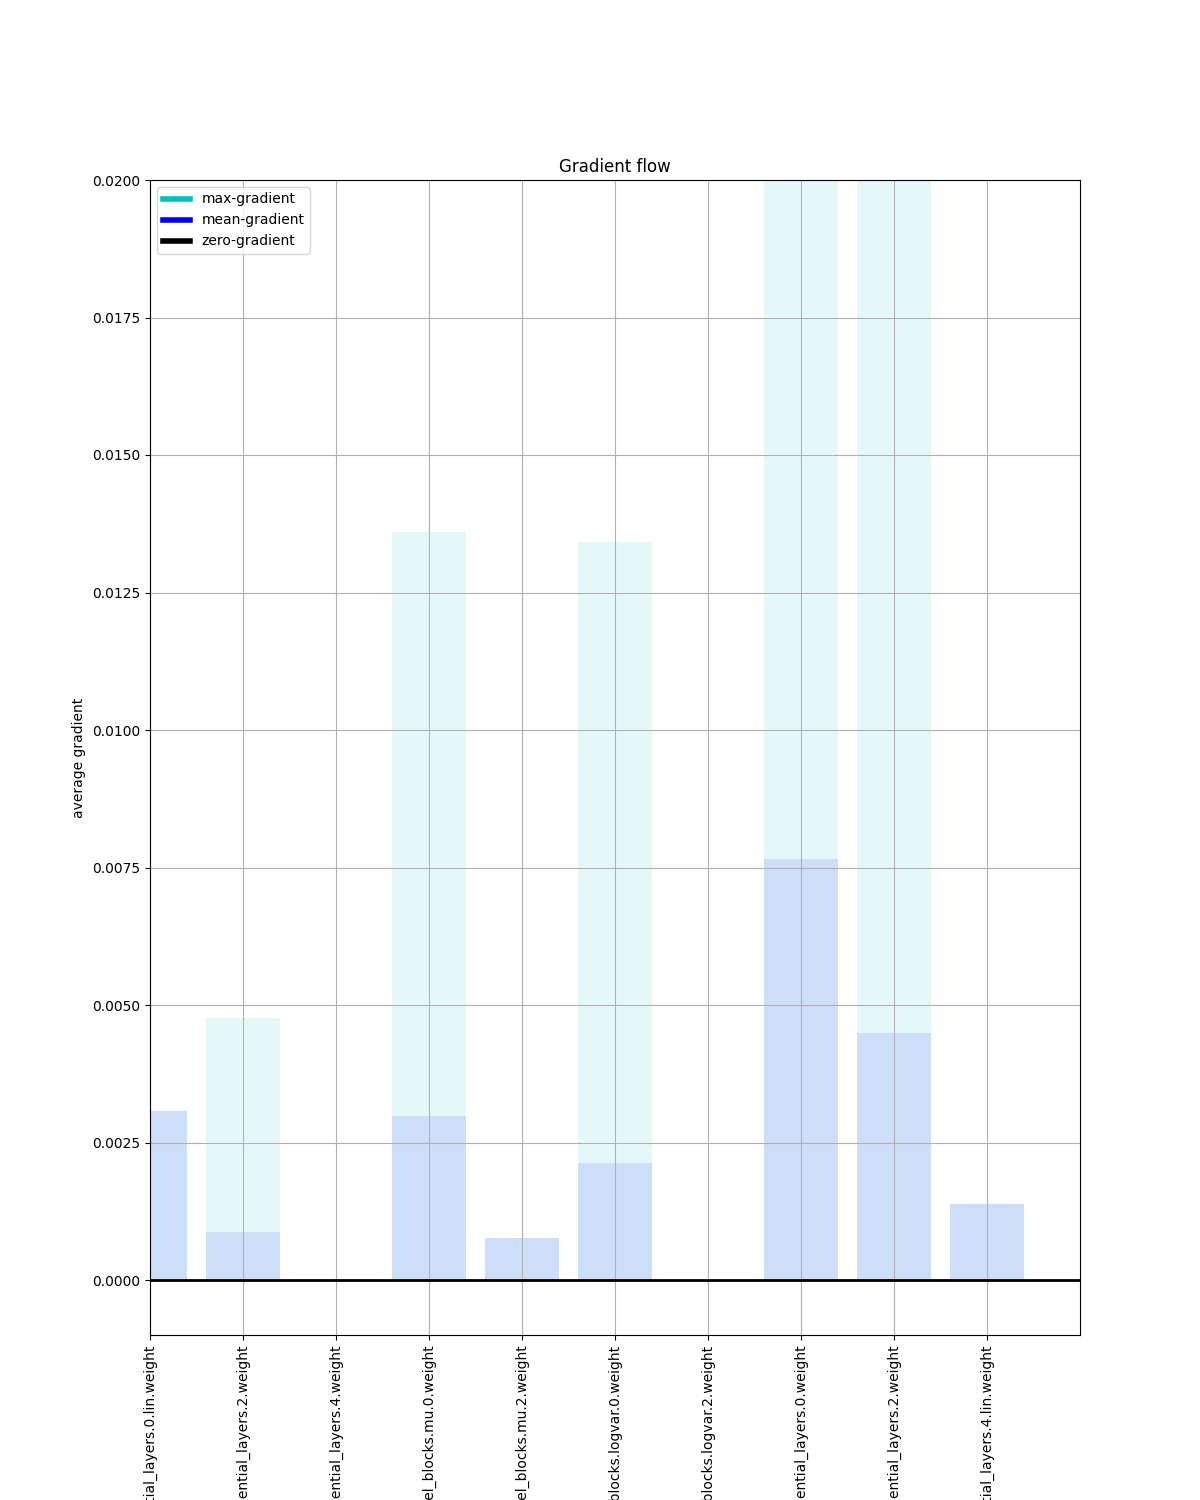 Gradient flow
max-gradient
mean-gradient
zero-gradient
0.0200
0.0175
0.0150
0.0125
0.0100
0.0075
0.0050
0.0025
0.0000
average gradient
tial_layers.0.lin.weight
ential_layers.2.weight
ential_layers.4.weight
el_blocks.mu.0.weight
el_blocks.mu.2.weight
blocks.logvar.0.weight
blocks.logvar.2.weight
ential_layers.0.weight
ential_layers.2.weight
tial_layers.4.lin.weight